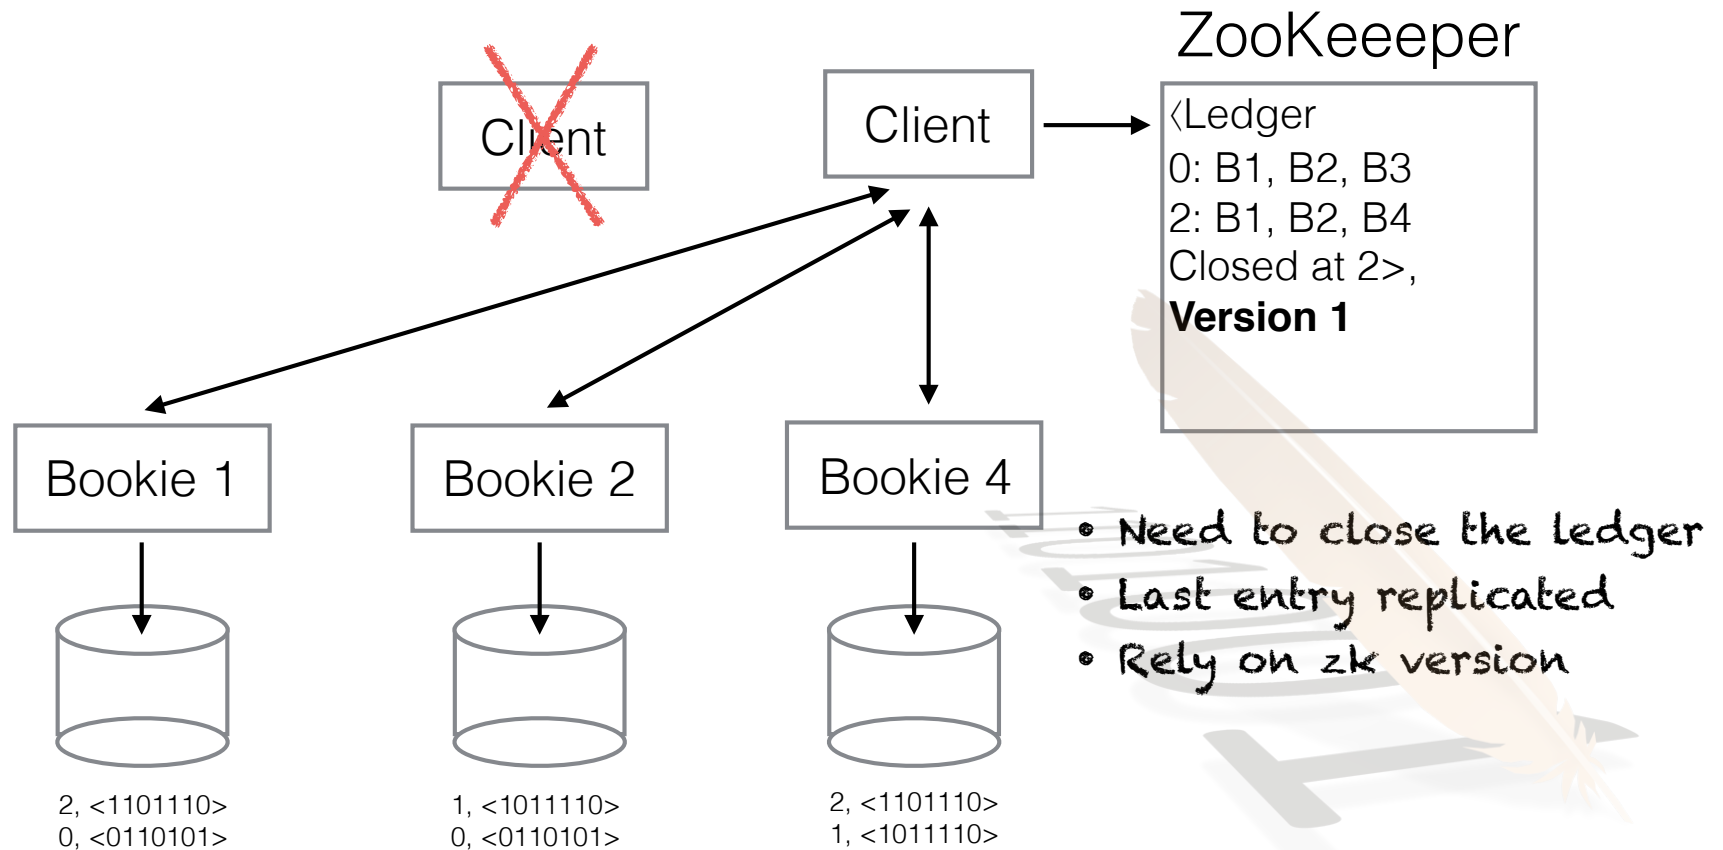 ZooKeeeper
Client
Client
〈Ledger
0: B1, B2, B3
2: B1, B2, B4
Closed at 2>,
Version 1
Bookie 1
Bookie 2
Bookie 4
• Need to close the ledger
• Last entry replicated
• Rely on zk version
2, <1101110>
0, <0110101>
1, <1011110>
0, <0110101>
2, <1101110>
1, <1011110>